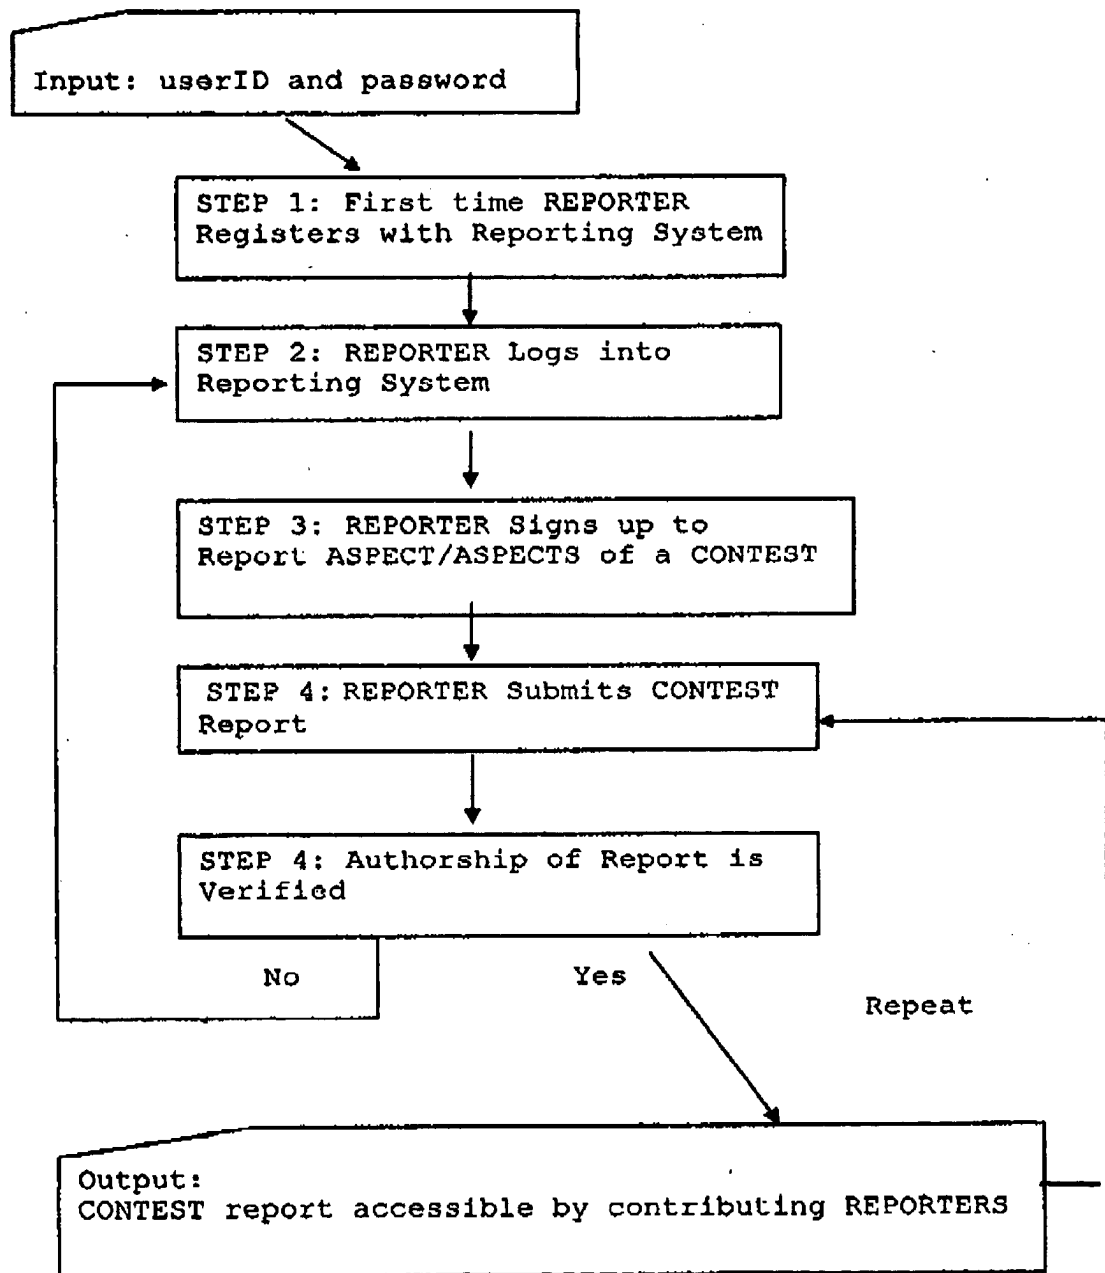 Input: userID and password
STEP 1: First time REPORTER
Registers with Reporting System
STEP 2: REPORTER Logs into
Reporting System
STEP 3: REPORTER Signs up to
Report ASPECT/ASPECTS of a CONTEST
STEP 4: REPORTER Submits CONTEST
Report
STEP 4: Authorship of Report is
Verified
No
Yes
Repeat
Output:
CONTEST report accessible by contributing REPORTERS